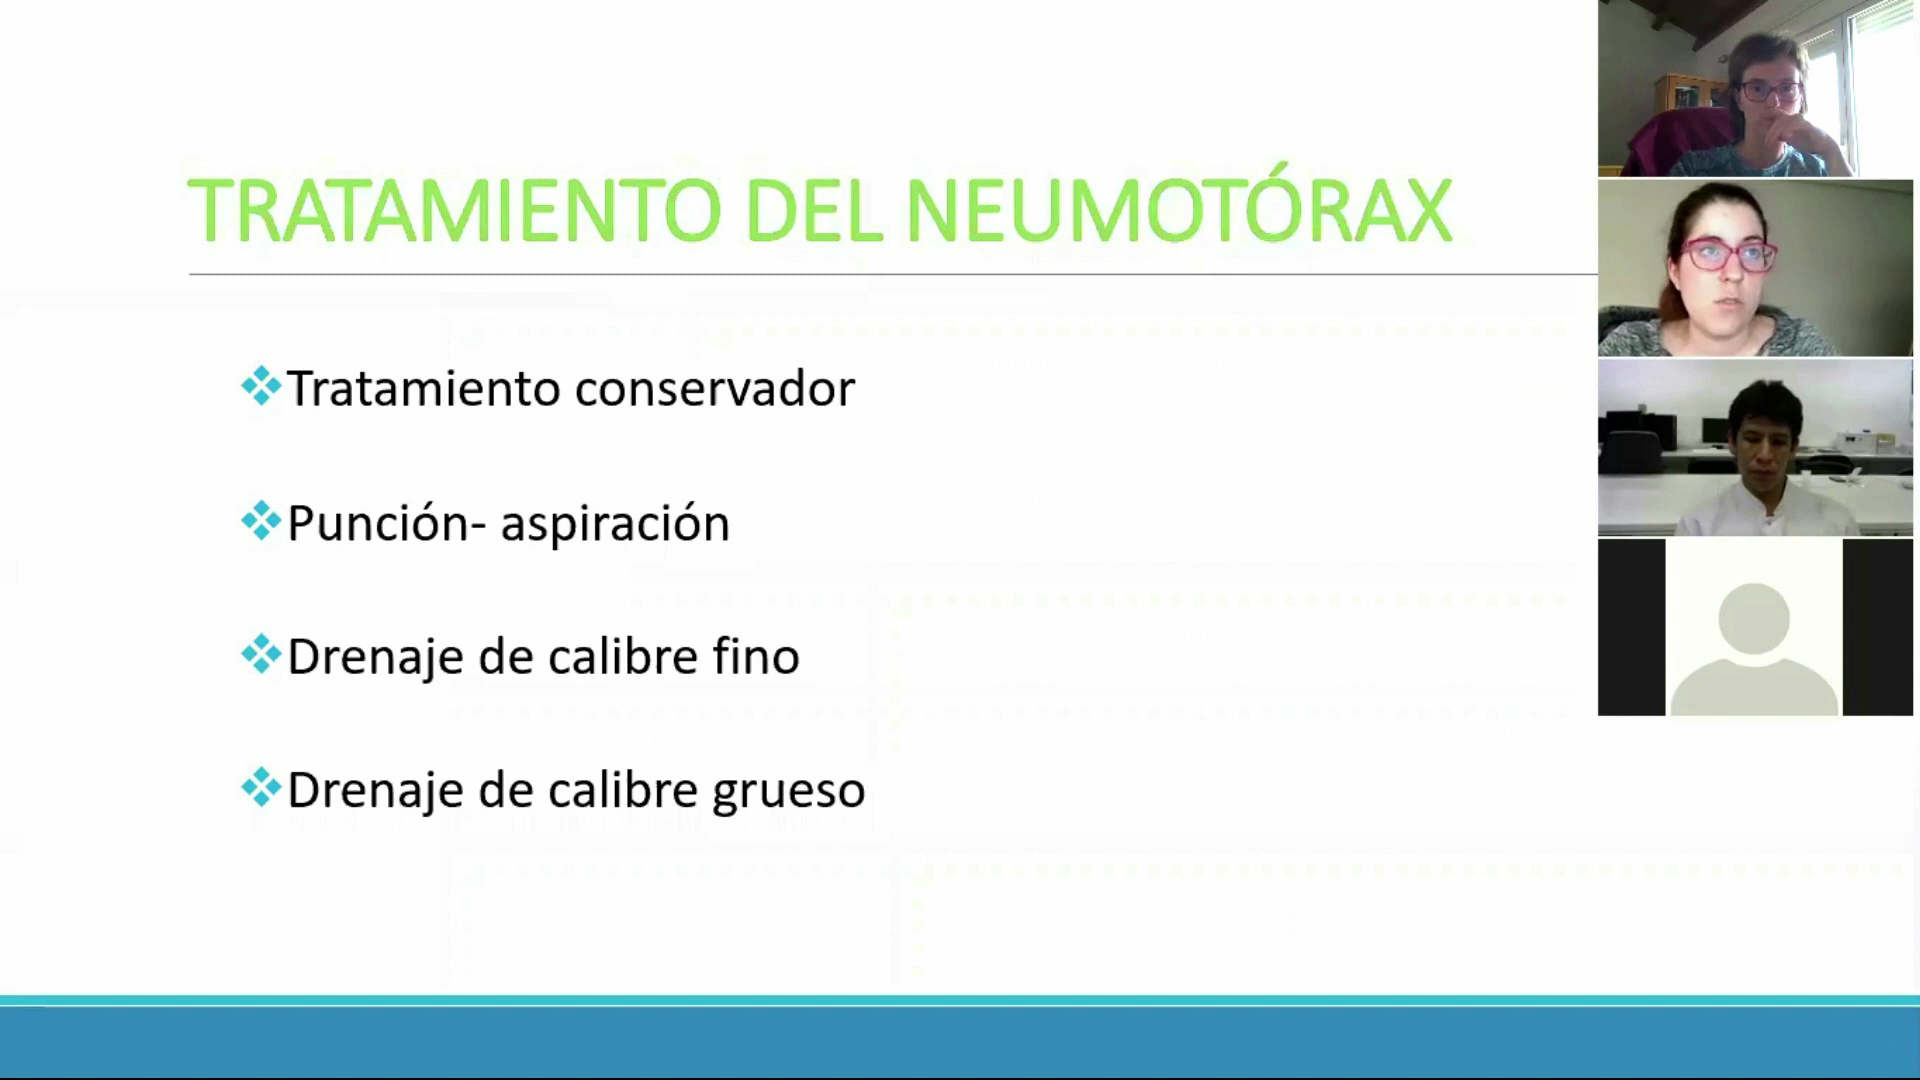 TRATAMIENTO DEL NEUMOTÓRAX
Tratamiento conservador
Punción- aspiración
Drenaje de calibre fino
Drenaje de calibre grueso